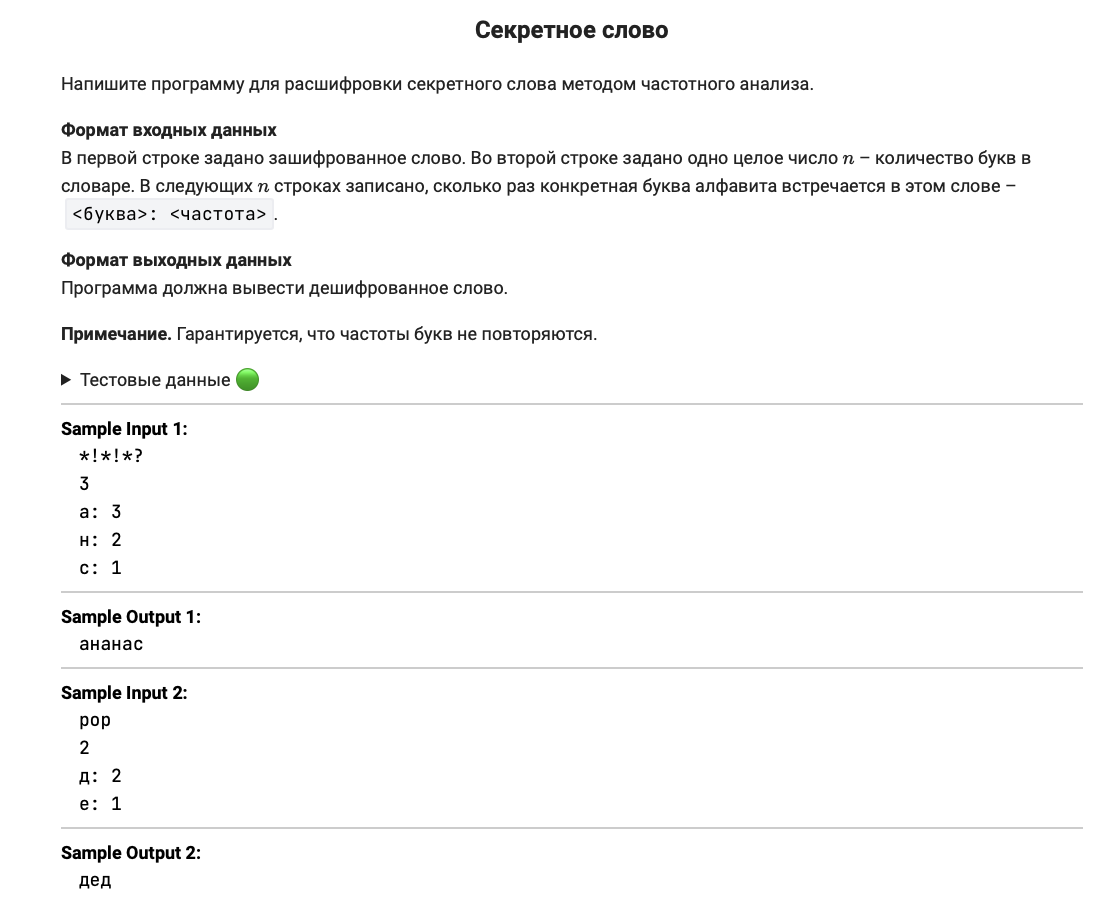 Секретное слово
Напишите программу для расшифровки секретного слова методом частотного анализа.
Формат входных данных
В первой строке задано зашифрованное слово. Во второй строке задано одно целое число n – количество букв в
словаре. В следующих n строках записано, сколько раз конкретная буква алфавита встречается в этом слове –
<буква>: <частота>.
Формат выходных данных
Программа должна вывести дешифрованное слово.
Примечание. Гарантируется, что частоты букв не повторяются.
Тестовые данные
Sample Input 1:
*!*!*?
3
а: 3
н: 2
с: 1
Sample Output 1:
ананас
Sample Input 2:
pop
2
д: 2
е: 1
Sample Output 2:
дед